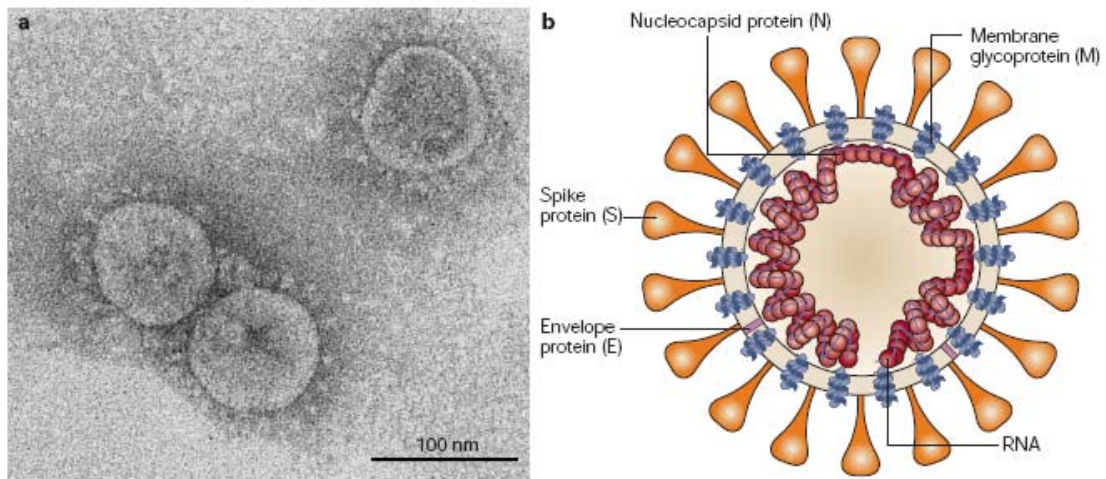 a
100 nm
b
Nucleocapsid protein (N)
Membrane
glycoprotein (M)
Spike
protein (S)
Envelope
protein (E)
RNA